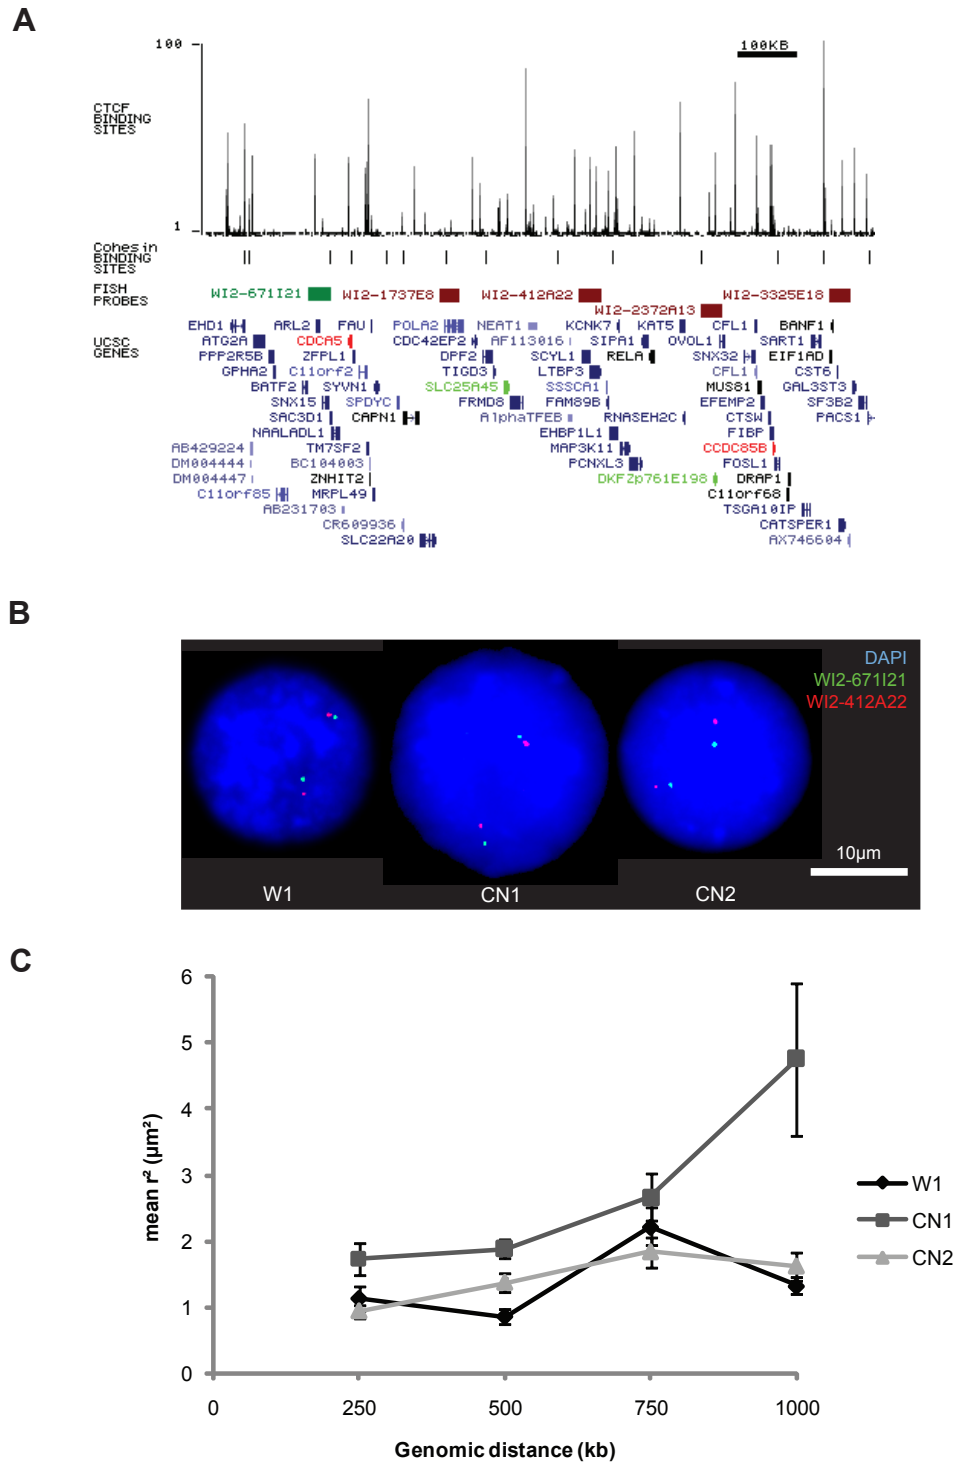 A
100
100KB
CTCF
BINDING
SITES
1
Cohesin
BINDING
SITES
FISH
PROBES
WI2-671I21 WI2-1737E8 WI2-412A22 WI2-3325E18
WI2-2372A13
UCSC
GENES
EHD1 ARL2 FAU POLA2 NEAT1 KCNK7 KAT5 CFL1 BANF1
ATG2A CDCA5 CDC42EP2 AF113016 SIPA1 OVOL1 SART1
PPP2R5B ZFPL1 DPF2 SCYL1 RELA SNX32 EIF1AD
GPHA2 C11orf2 TIGD3 LTBP3 CFL1 CST6
BATF2 SYVN1 SLC25A45 SSSCA1 MUS81 GAL3ST3
SNX15 SPDYC FRMD8 FAM89B EFEMP2 SF3B2
SAC3D1 CAPN1 AlphaTFEB RNASEH2C CTSW PACS1
NAALADL1 EHBP1L1 FIBP
AB429224 TM7SF2 MAP3K11 CCDC85B
DM004444 BC104003 PCNXL3 FOSL1
DM004447 ZNHIT2 DKFZp761E198 DRAP1
C11orf85 MRPL49 C11orf68
AB231703 TSGA10IP
CR609936 CATSPER1
SLC22A20 AX746604
B
DAPI
WI2-671I21
WI2-412A22
10µm
W1 CN1 CN2
C
6
5
4
3
2
1
0
mean r² (µm²)
W1
CN1
CN2
0 250 500 750 1000
Genomic distance (kb)